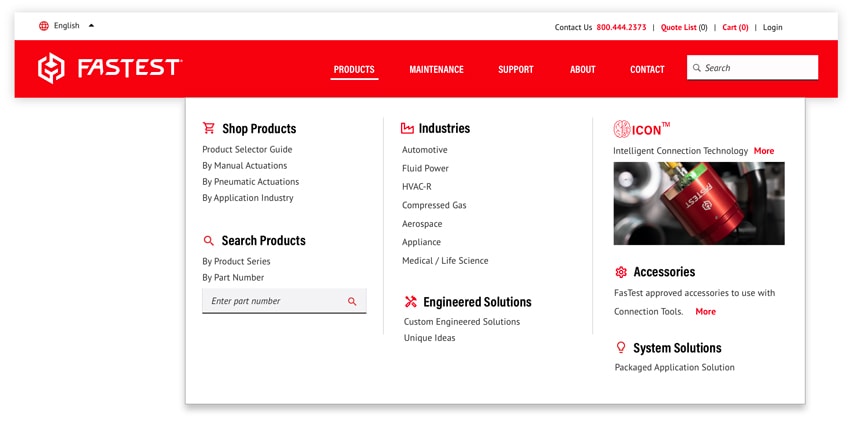 English
Contact Us 800.444.2373 | Quote List (0) | Cart (0) | Login
FASTEST®
PRODUCTS MAINTENANCE SUPPORT ABOUT CONTACT Search
Shop Products
Product Selector Guide
By Manual Actuations
By Pneumatic Actuations
By Application Industry
Search Products
By Product Series
By Part Number
Enter part number
Industries
Automotive
Fluid Power
HVAC-R
Compressed Gas
Aerospace
Appliance
Medical / Life Science
Engineered Solutions
Custom Engineered Solutions
Unique Ideas
ICON™
Intelligent Connection Technology More
FASTEST
Accessories
FasTest approved accessories to use with
Connection Tools. More
System Solutions
Packaged Application Solution